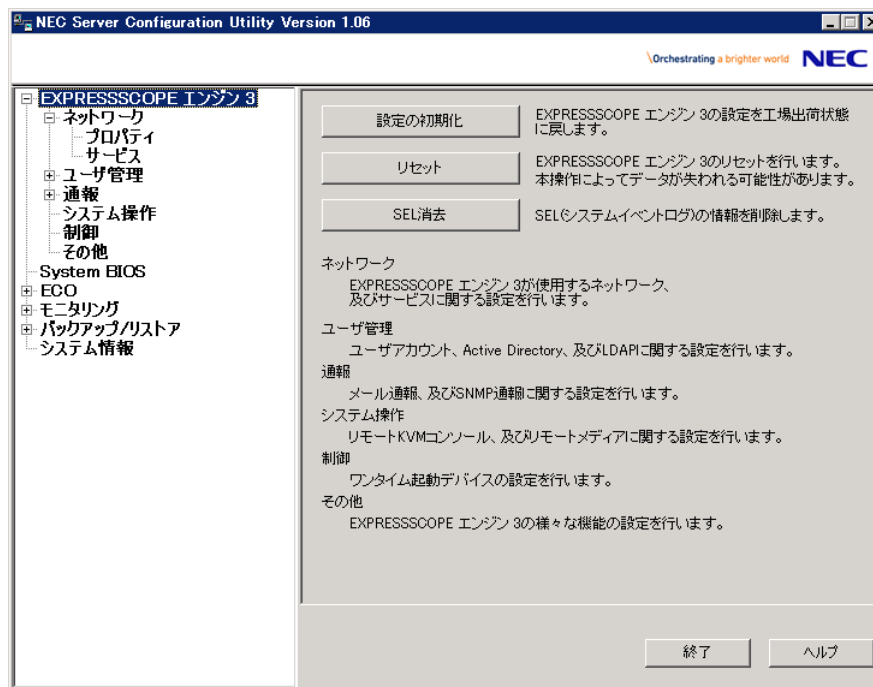 NEC Server Configuration Utility Version 1.06
\Orchestrating a brighter world NEC
EXPRESSSCOPE エンジン 3
ネットワーク
プロパティ
サービス
ユーザ管理
通報
システム操作
制御
その他
System BIOS
ECO
モニタリング
バックアップ/リストア
システム情報
設定の初期化
EXPRESSSCOPE エンジン 3の設定を工場出荷状態
に戻します。
リセット
EXPRESSSCOPE エンジン 3のリセットを行います。
本操作によってデータが失われる可能性があります。
SEL消去
SEL(システムイベントログ)の情報を削除します。
ネットワーク
EXPRESSSCOPE エンジン 3が使用するネットワーク、
及びサービスに関する設定を行います。
ユーザ管理
ユーザアカウント、Active Directory、及びLDAPに関する設定を行います。
通報
メール通報、及びSNMP通報に関する設定を行います。
システム操作
リモートKVMコンソール、及びリモートメディアに関する設定を行います。
制御
ワンタイム起動デバイスの設定を行います。
その他
EXPRESSSCOPE エンジン 3の様々な機能の設定を行います。
終了
ヘルプ